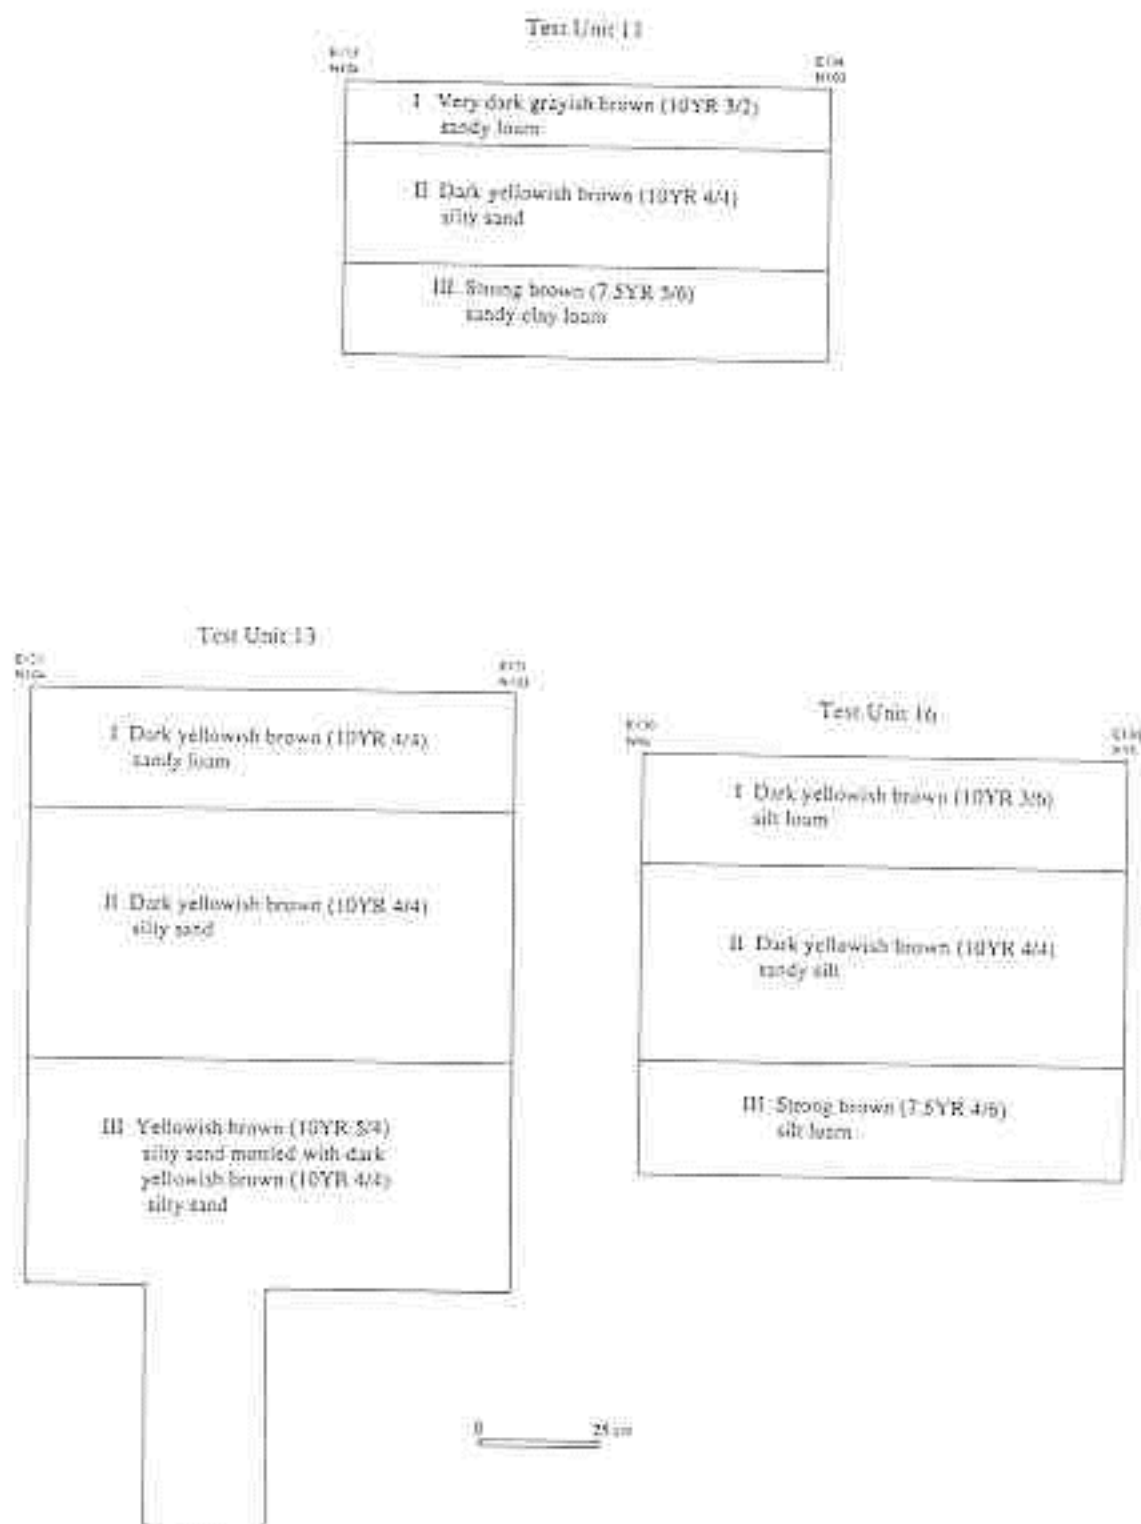 Test Unit 11
I Very dark grayish brown (10YR 3/2)
sandy loam
II Dark yellowish brown (10YR 4/4)
silty sand
III Strong brown (7.5YR 5/6)
sandy clay loam
Test Unit 13
I Dark yellowish brown (10YR 4/4)
sandy loam
II Dark yellowish brown (10YR 4/4)
silty sand
III Yellowish brown (10YR 5/4)
silty sand mottled with dark
yellowish brown (10YR 4/4)
silty sand
Test Unit 16
I Dark yellowish brown (10YR 3/6)
silt loam
II Dark yellowish brown (10YR 4/4)
sandy silt
III Strong brown (7.5YR 4/6)
silt loam
0 25 cm